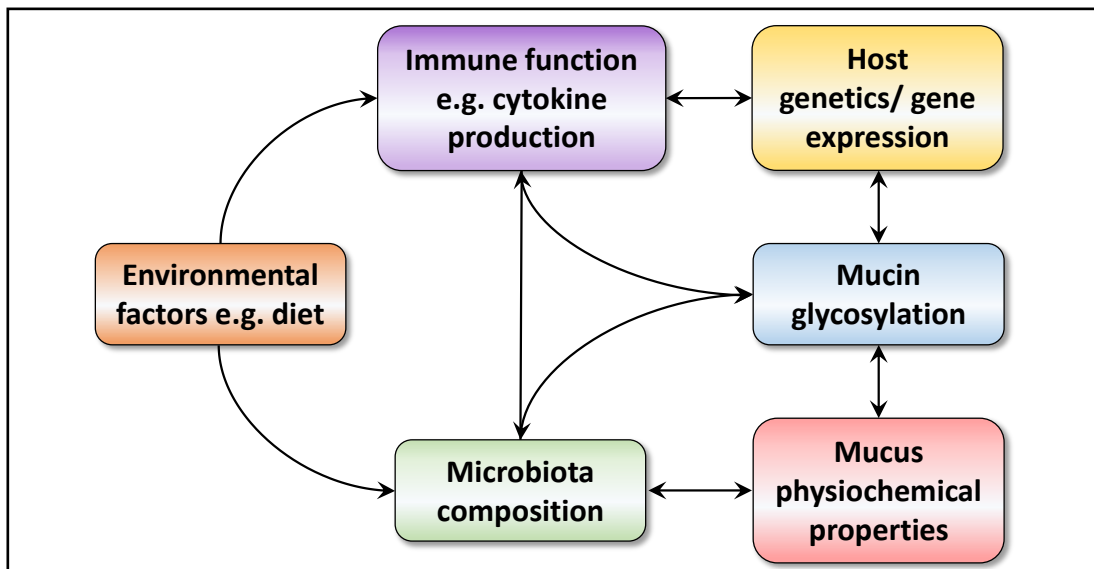 Immune function
e.g. cytokine
production
Host
genetics/ gene
expression
Environmental
factors e.g. diet
Mucin
glycosylation
Microbiota
composition
Mucus
physiochemical
properties